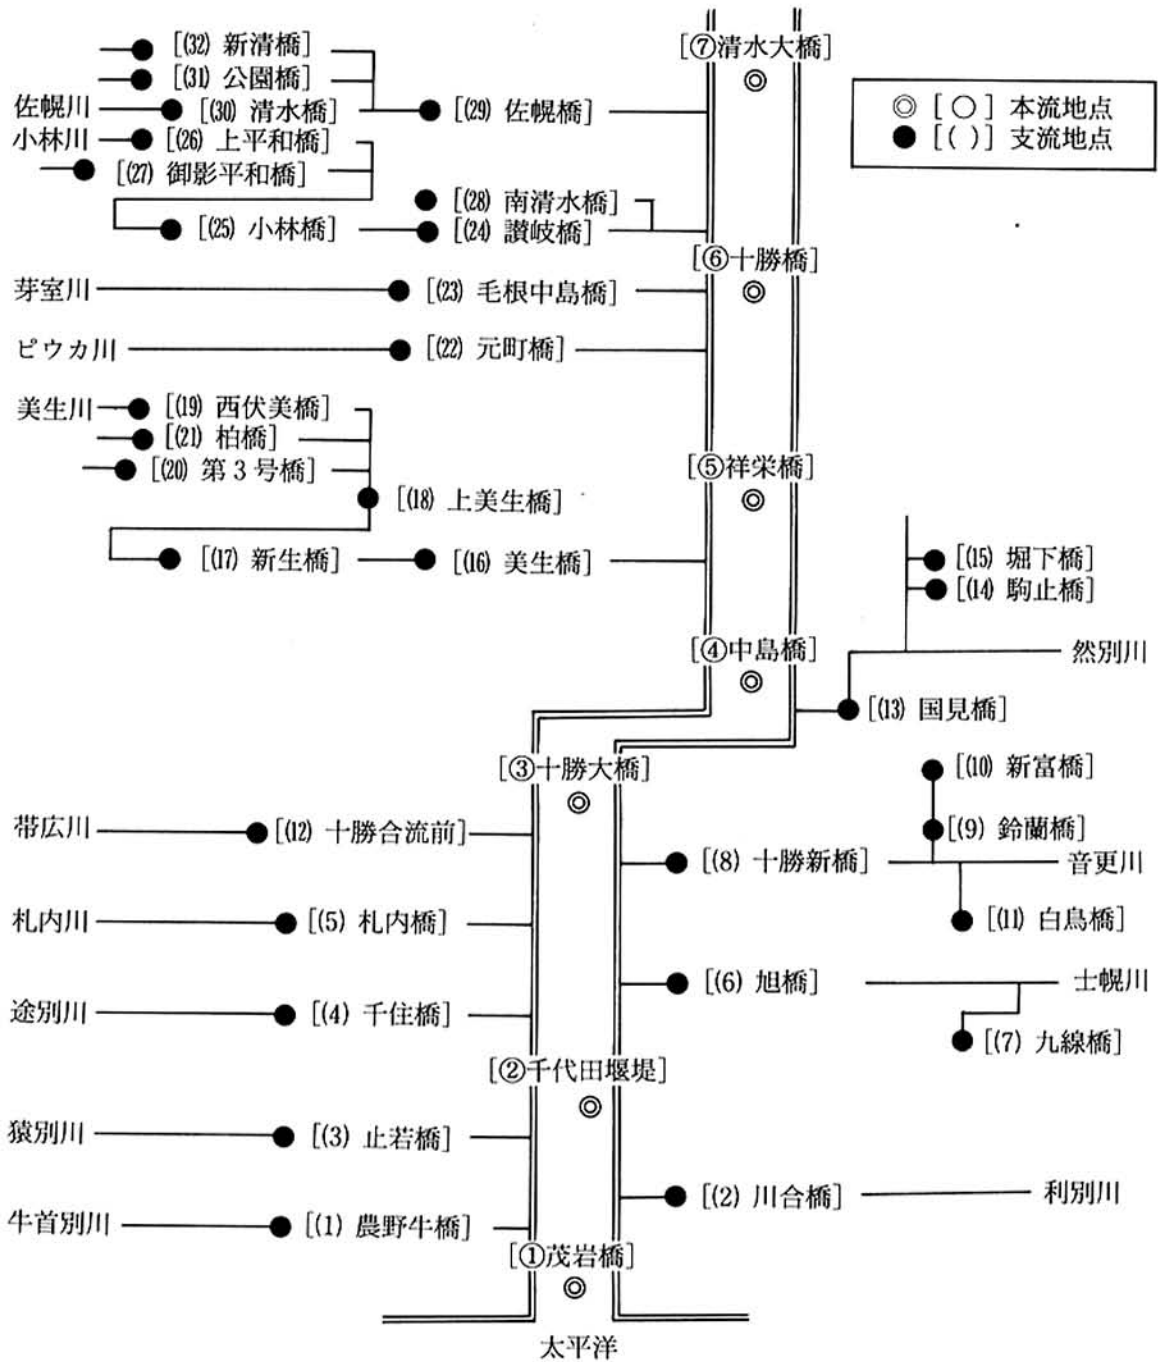 [⑦清水大橋]
◎ [○] 本流地点
● [( )] 支流地点
[(32) 新清橋]
[(31) 公園橋]
佐幌川
[(30) 清水橋]
[(29) 佐幌橋]
小林川
[(26) 上平和橋]
[(27) 御影平和橋]
[(28) 南清水橋]
[(25) 小林橋]
[(24) 讃岐橋]
[⑥十勝橋]
芽室川
[(23) 毛根中島橋]
ピウカ川
[(22) 元町橋]
美生川
[(19) 西伏美橋]
[(21) 柏橋]
[(20) 第3号橋]
[⑤祥栄橋]
[(18) 上美生橋]
[(17) 新生橋]
[(16) 美生橋]
[(15) 堀下橋]
[(14) 駒止橋]
[④中島橋]
然別川
[(13) 国見橋]
[③十勝大橋]
[(10) 新富橋]
帯広川
[(12) 十勝合流前]
[(9) 鈴蘭橋]
[(8) 十勝新橋]
音更川
札内川
[(5) 札内橋]
[(11) 白鳥橋]
[(6) 旭橋]
士幌川
途別川
[(4) 千住橋]
[(7) 九線橋]
[②千代田堰堤]
猿別川
[(3) 止若橋]
[(2) 川合橋]
利別川
牛首別川
[(1) 農野牛橋]
[①茂岩橋]
太平洋